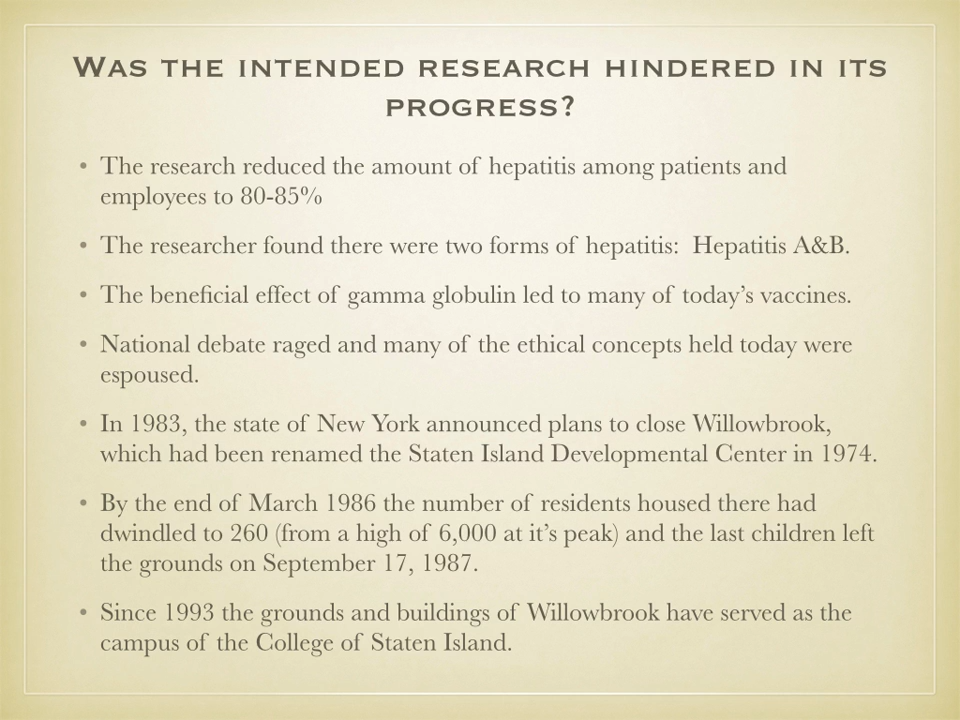 Was the intended research hindered in its
progress?
• The research reduced the amount of hepatitis among patients and
employees to 80-85%
• The researcher found there were two forms of hepatitis: Hepatitis A&B.
• The beneficial effect of gamma globulin led to many of today's vaccines.
• National debate raged and many of the ethical concepts held today were
espoused.
• In 1983, the state of New York announced plans to close Willowbrook,
which had been renamed the Staten Island Developmental Center in 1974.
• By the end of March 1986 the number of residents housed there had
dwindled to 260 (from a high of 6,000 at it's peak) and the last children left
the grounds on September 17, 1987.
• Since 1993 the grounds and buildings of Willowbrook have served as the
campus of the College of Staten Island.